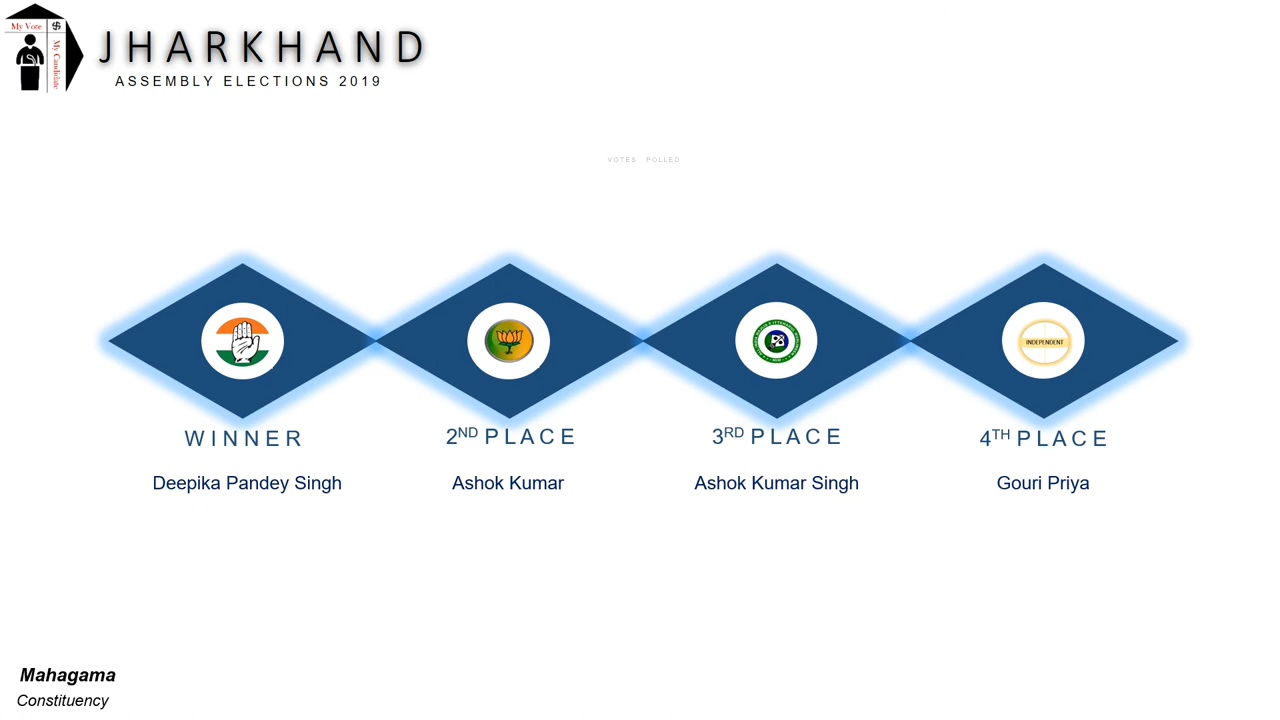 My Vote
My Candidate
JHARKHAND
ASSEMBLY ELECTIONS 2019
VOTES POLLED
INDEPENDENT
WINNER
2ND PLACE
3RD PLACE
4TH PLACE
Deepika Pandey Singh
Ashok Kumar
Ashok Kumar Singh
Gouri Priya
Mahagama
Constituency